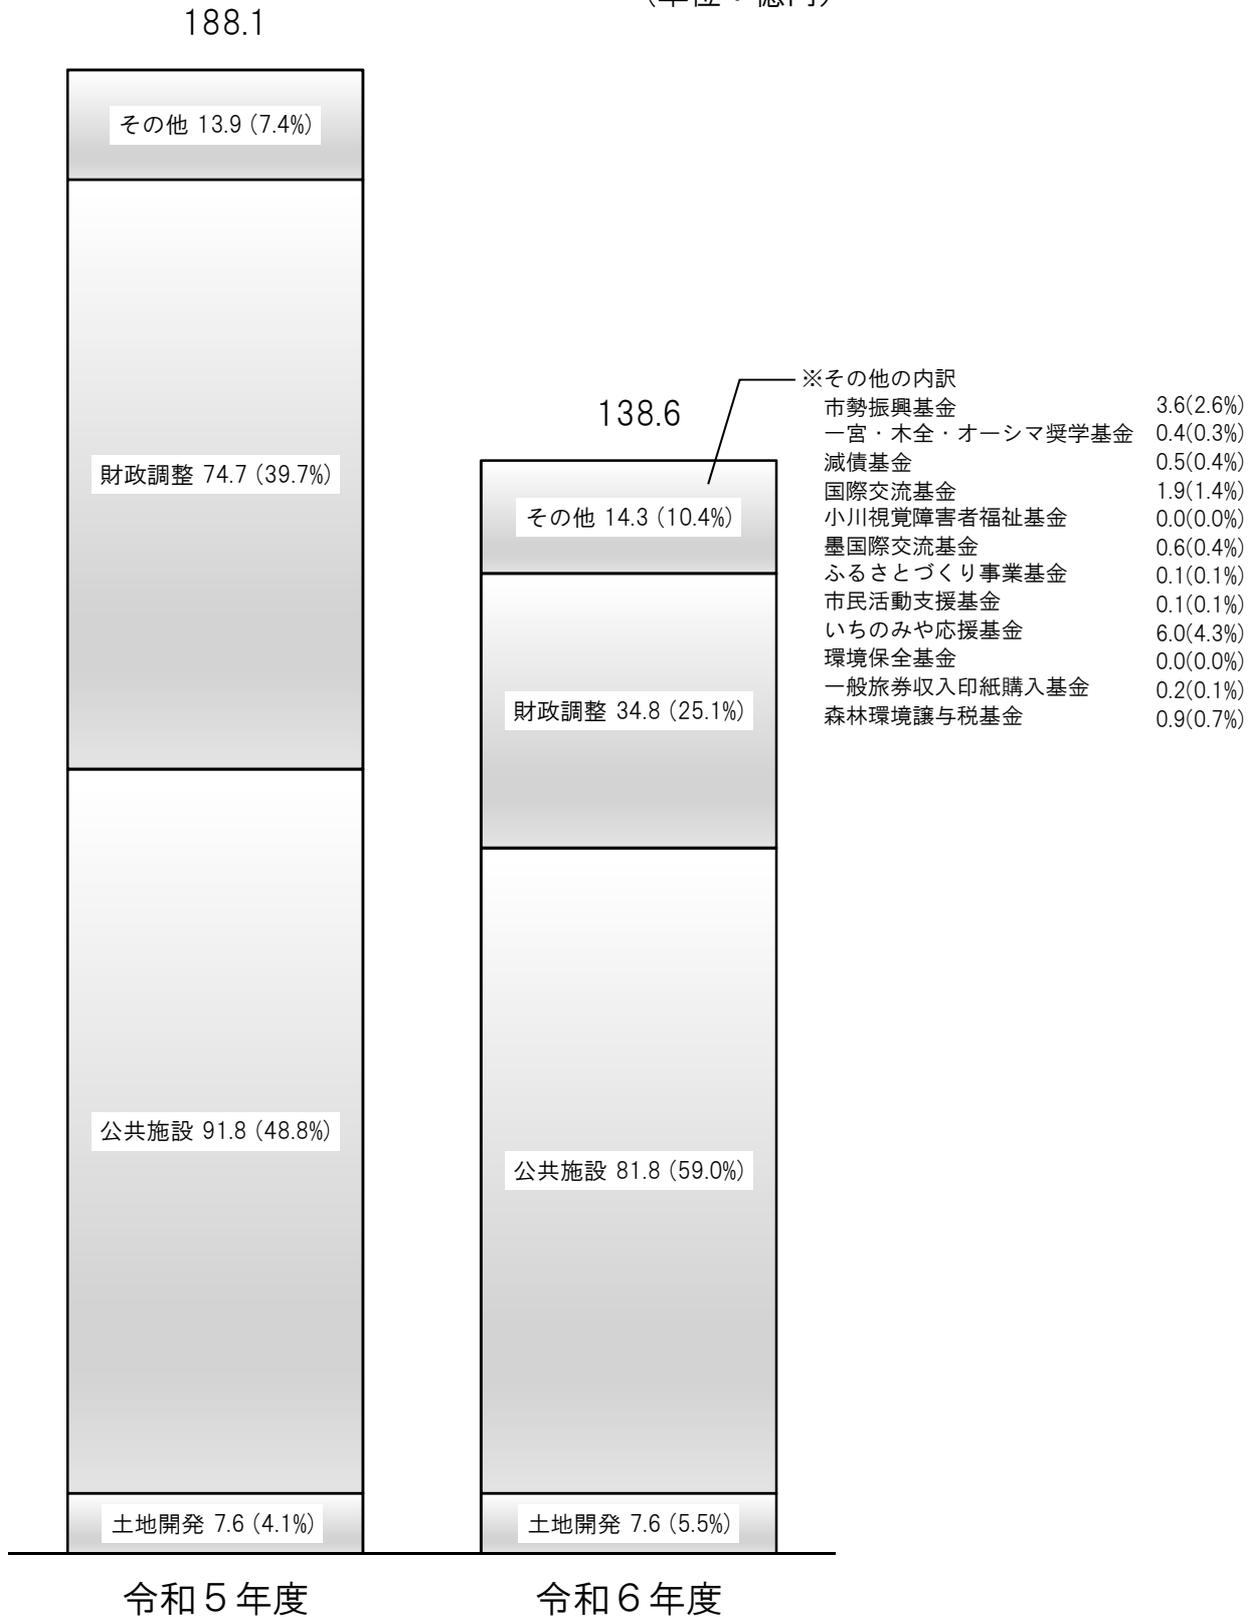 (単位：億円)
188.1
その他 13.9 (7.4%)
財政調整 74.7 (39.7%)
公共施設 91.8 (48.8%)
土地開発 7.6 (4.1%)
令和５年度
138.6
その他 14.3 (10.4%)
財政調整 34.8 (25.1%)
公共施設 81.8 (59.0%)
土地開発 7.6 (5.5%)
令和６年度
※その他の内訳
市勢振興基金 3.6(2.6%)
一宮・木全・オーシマ奨学基金 0.4(0.3%)
減債基金 0.5(0.4%)
国際交流基金 1.9(1.4%)
小川視覚障害者福祉基金 0.0(0.0%)
墨国際交流基金 0.6(0.4%)
ふるさとづくり事業基金 0.1(0.1%)
市民活動支援基金 0.1(0.1%)
いちのみや応援基金 6.0(4.3%)
環境保全基金 0.0(0.0%)
一般旅券収入印紙購入基金 0.2(0.1%)
森林環境譲与税基金 0.9(0.7%)